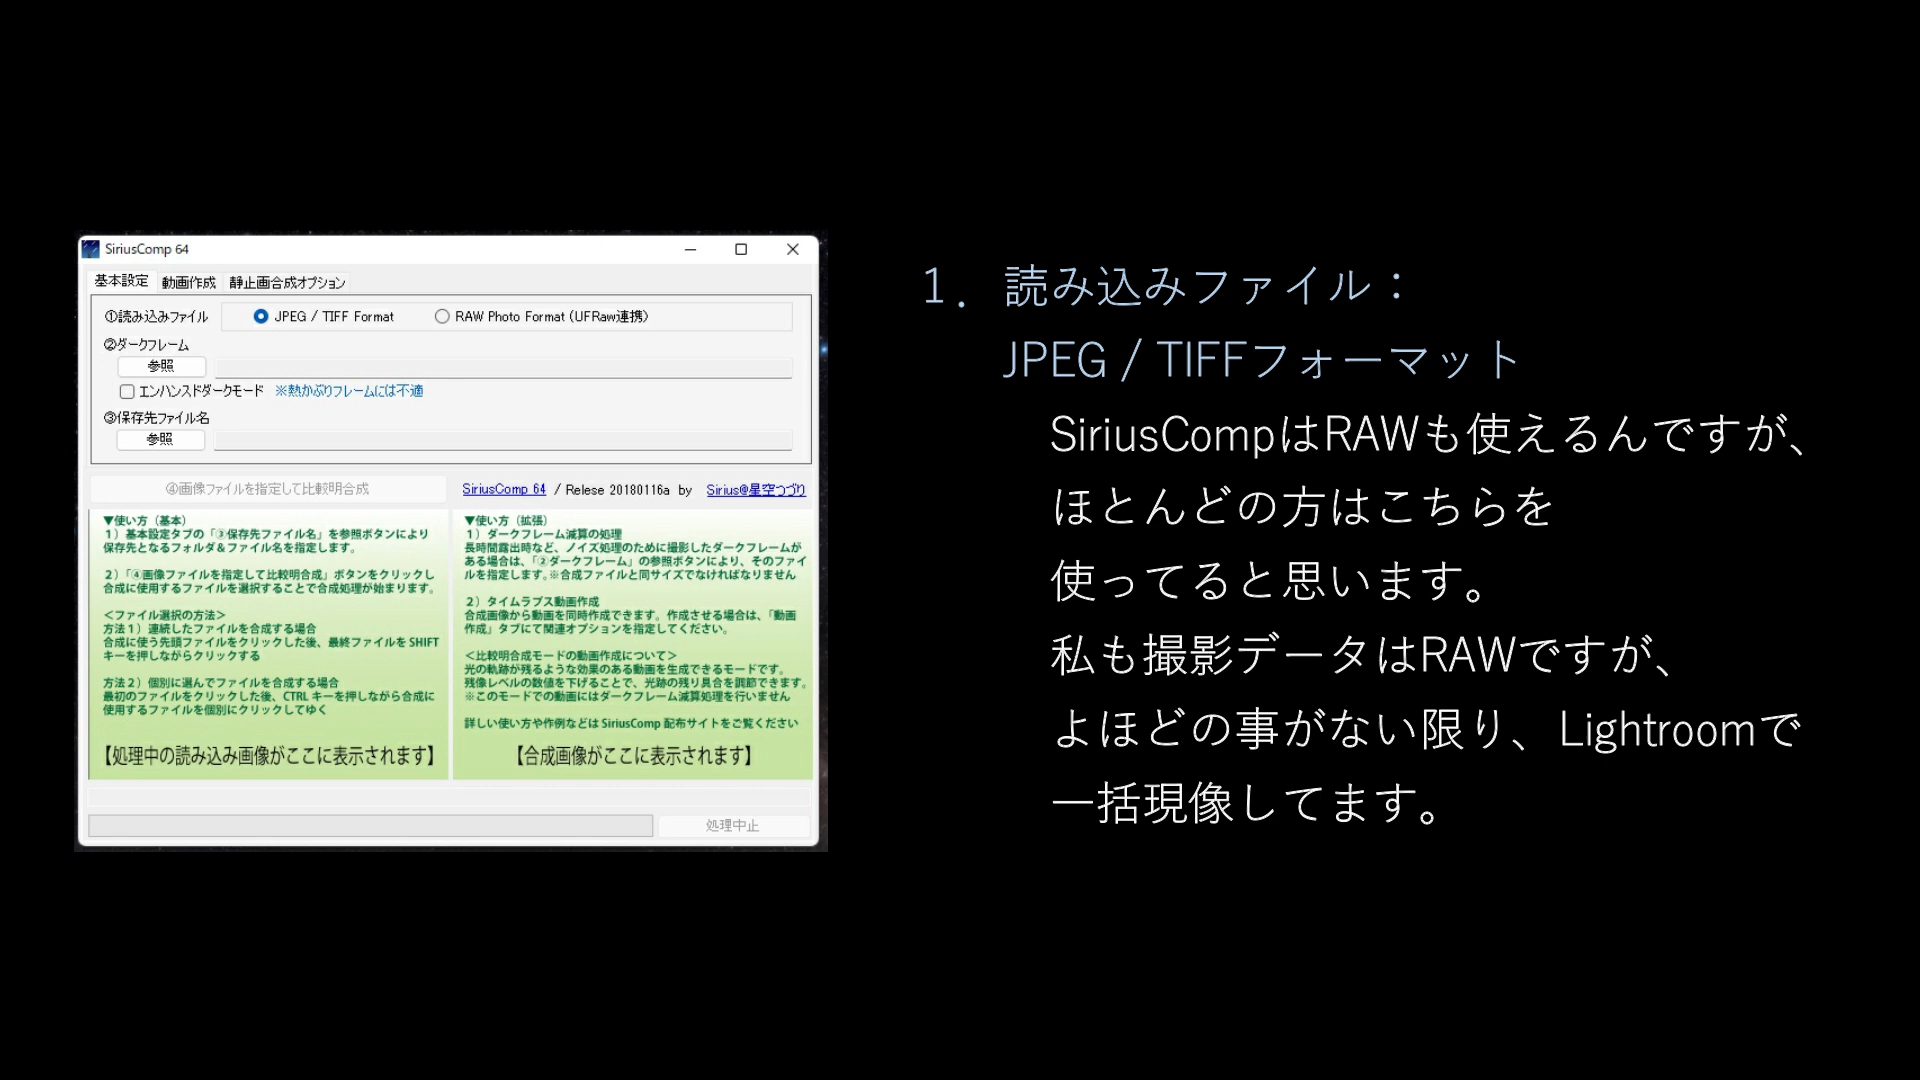 SiriusComp 64
基本設定 動画作成 静止画合成オプション
①読み込みファイル JPEG / TIFF Format RAW Photo Format (UFRaw連携)
②ダークフレーム
参照
エンハンスドダークモード ※熱かぶりフレームには不適
③保存先ファイル名
参照
④画像ファイルを指定して比較明合成 SiriusComp 64 / Relese 20180116a by Sirius@星空つづり
▼使い方（基本）
1）基本設定タブの「③保存先ファイル名」を参照ボタンにより
保存先となるフォルダ＆ファイル名を指定します。
2）「④画像ファイルを指定して比較明合成」ボタンをクリックし
合成に使用するファイルを選択することで合成処理が始まります。
＜ファイル選択の方法＞
方法1）連続したファイルを合成する場合
合成に使う先頭ファイルをクリックした後、最終ファイルを SHIFT
キーを押しながらクリックする
方法2）個別に選んでファイルを合成する場合
最初のファイルをクリックした後、CTRL キーを押しながら合成に
使用するファイルを個別にクリックしてゆく
【処理中の読み込み画像がここに表示されます】
▼使い方（拡張）
1）ダークフレーム減算の処理
長時間露出時など、ノイズ処理のために撮影したダークフレームが
ある場合は、「②ダークフレーム」の参照ボタンにより、そのファイ
ルを指定します。※合成ファイルと同サイズでなければなりません
2）タイムラプス動画作成
合成画像から動画を同時作成できます。作成させる場合は、「動画
作成」タブにて関連オプションを指定してください。
＜比較明合成モードの動画作成について＞
光の軌跡が残るような効果のある動画を生成できるモードです。
残像レベルの数値を下げることで、光跡の残り具合を調節できます。
※このモードでの動画にはダークフレーム減算処理を行いません
詳しい使い方や作例などは SiriusComp 配布サイトをご覧ください
【合成画像がここに表示されます】
処理中止
1．読み込みファイル：
JPEG / TIFFフォーマット
SiriusCompはRAWも使えるんですが、
ほとんどの方はこちらを
使ってると思います。
私も撮影データはRAWですが、
よほどの事がない限り、Lightroomで
一括現像してます。